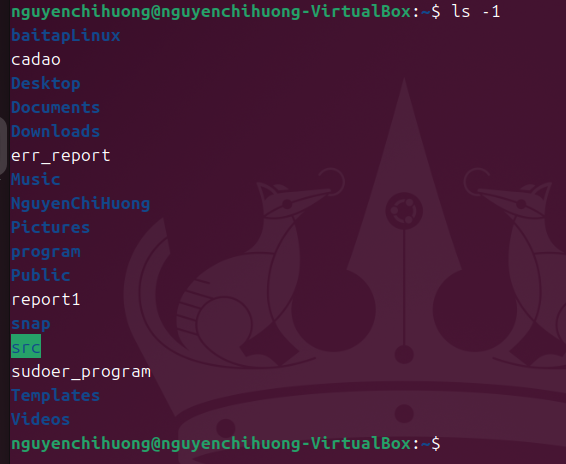 nguyenchihuong@nguyenchihuong-VirtualBox:~$ ls -1
baitapLinux
cadao
Desktop
Documents
Downloads
err_report
Music
NguyenChiHuong
Pictures
program
Public
report1
snap
src
sudoer_program
Templates
Videos
nguyenchihuong@nguyenchihuong-VirtualBox:~$